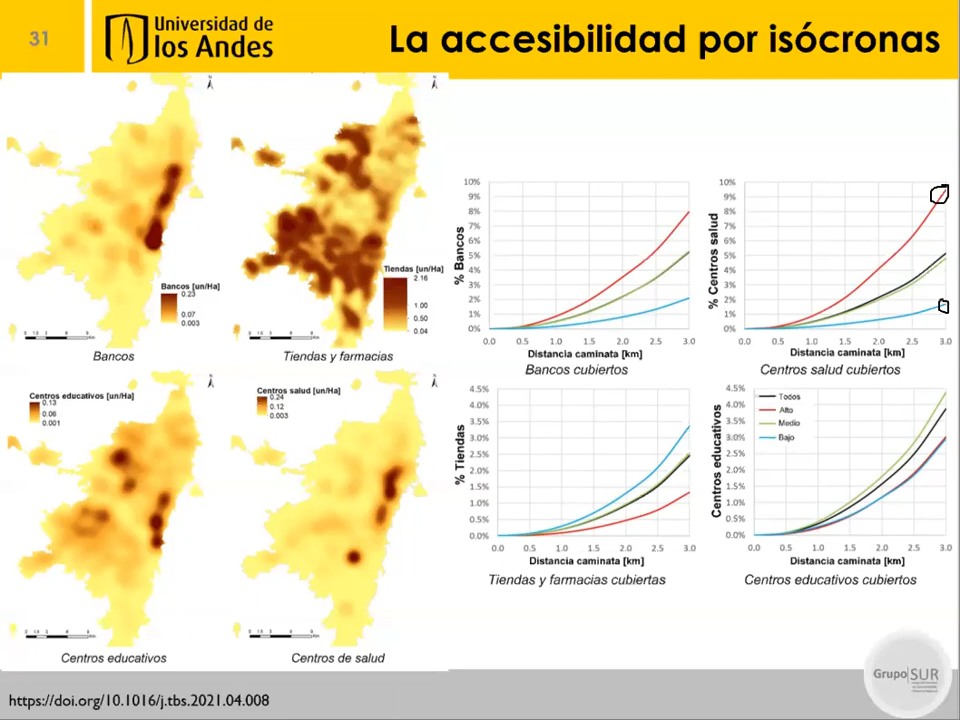 31
Universidad de
los Andes
La accesibilidad por isócronas
N
N
Bancos [un/Ha]
0.23
0.07
0.003
Bancos
Tiendas [un/Ha]
2.16
1.00
0.50
0.04
Tiendas y farmacias
10%
9%
8%
7%
6%
5%
4%
3%
2%
1%
0%
% Bancos
0.0 0.5 1.0 1.5 2.0 2.5 3.0
Distancia caminata [km]
Bancos cubiertos
10%
9%
8%
7%
6%
5%
4%
3%
2%
1%
0%
% Centros salud
0.0 0.5 1.0 1.5 2.0 2.5 3.0
Distancia caminata [km]
Centros salud cubiertos
N
N
Centros educativos [un/Ha]
0.13
0.06
0.001
Centros educativos
Centros salud [un/Ha]
0.24
0.12
0.003
Centros de salud
4.5%
4.0%
3.5%
3.0%
2.5%
2.0%
1.5%
1.0%
0.5%
0.0%
% Tiendas
0.0 0.5 1.0 1.5 2.0 2.5 3.0
Distancia caminata [km]
Tiendas y farmacias cubiertas
4.5%
4.0%
3.5%
3.0%
2.5%
2.0%
1.5%
1.0%
0.5%
0.0%
Centros educativos
Todos
Alto
Medio
Bajo
0.0 0.5 1.0 1.5 2.0 2.5 3.0
Distancia caminata [km]
Centros educativos cubiertos
Grupo SUR
https://doi.org/10.1016/j.tbs.2021.04.008